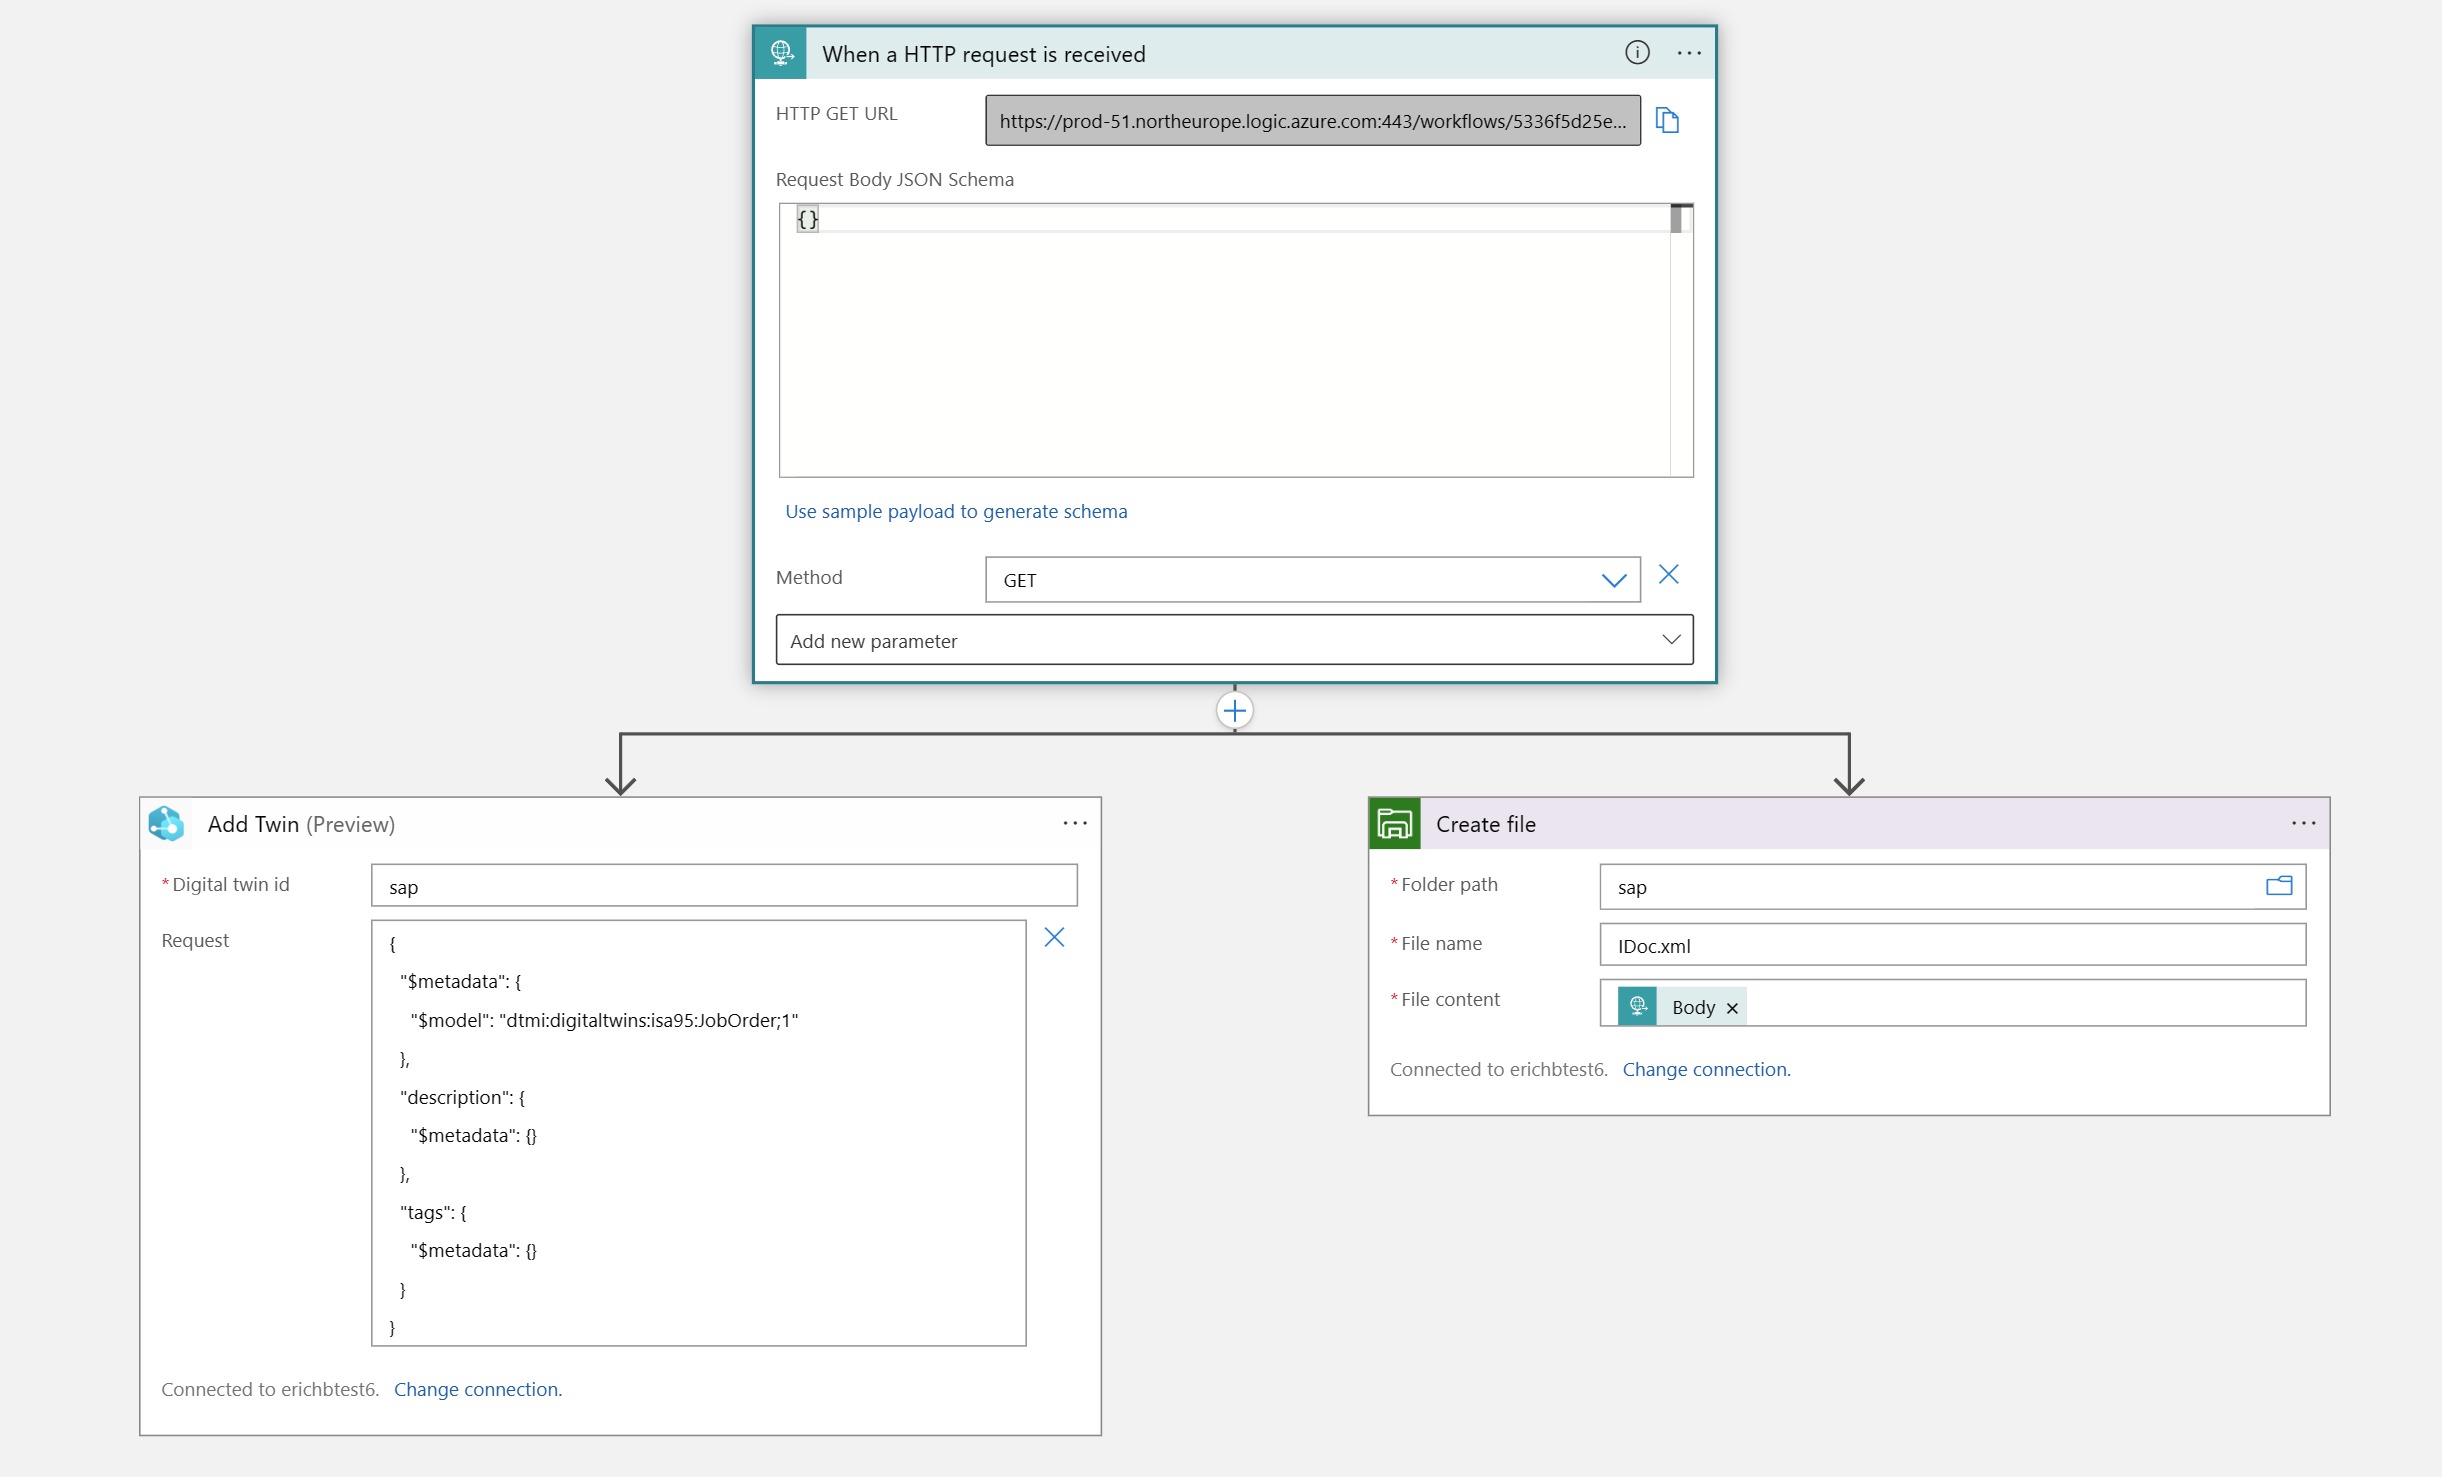 When a HTTP request is received
HTTP GET URL
https://prod-51.northeurope.logic.azure.com:443/workflows/5336f5d25e...
Request Body JSON Schema
{}
Use sample payload to generate schema
Method
GET
Add new parameter
Add Twin (Preview)
* Digital twin id
sap
Request
{
"$metadata": {
"$model": "dtmi:digitaltwins:isa95:JobOrder;1"
},
"description": {
"$metadata": {}
},
"tags": {
"$metadata": {}
}
}
Connected to erichbtest6. Change connection.
Create file
* Folder path
sap
* File name
IDoc.xml
* File content
Body
Connected to erichbtest6. Change connection.